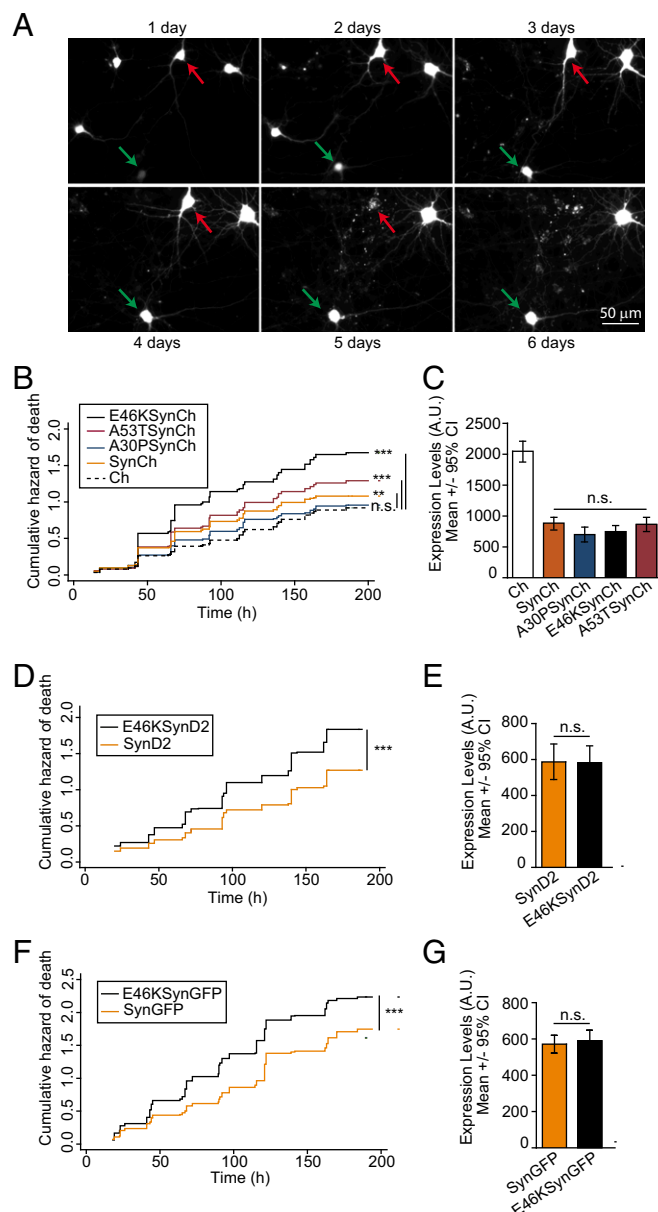 A
1 day 2 days 3 days
50 μm
4 days 5 days 6 days
B
Cumulative hazard of death
2.0
1.5
1.0
0.5
0.0
E46KSynCh
A53TSynCh
A30PSynCh
SynCh
Ch
***
***
**
n.s.
0 50 100 150 200
Time (h)
C
Expression Levels (A.U.)
Mean +/- 95% CI
2500
2000
1500
1000
500
0
n.s.
Ch
SynCh
A30PSynCh
E46KSynCh
A53TSynCh
D
Cumulative hazard of death
2.0
1.5
1.0
0.5
0.0
E46KSynD2
SynD2
***
0 50 100 150 200
Time (h)
E
Expression Levels (A.U.)
Mean +/- 95% CI
800
600
400
200
0
n.s.
SynD2
E46KSynD2
F
Cumulative hazard of death
2.5
2.0
1.5
1.0
0.5
0.0
E46KSynGFP
SynGFP
***
0 50 100 150 200
Time (h)
G
Expression Levels (A.U.)
Mean +/- 95% CI
800
600
400
200
0
n.s.
SynGFP
E46KSynGFP